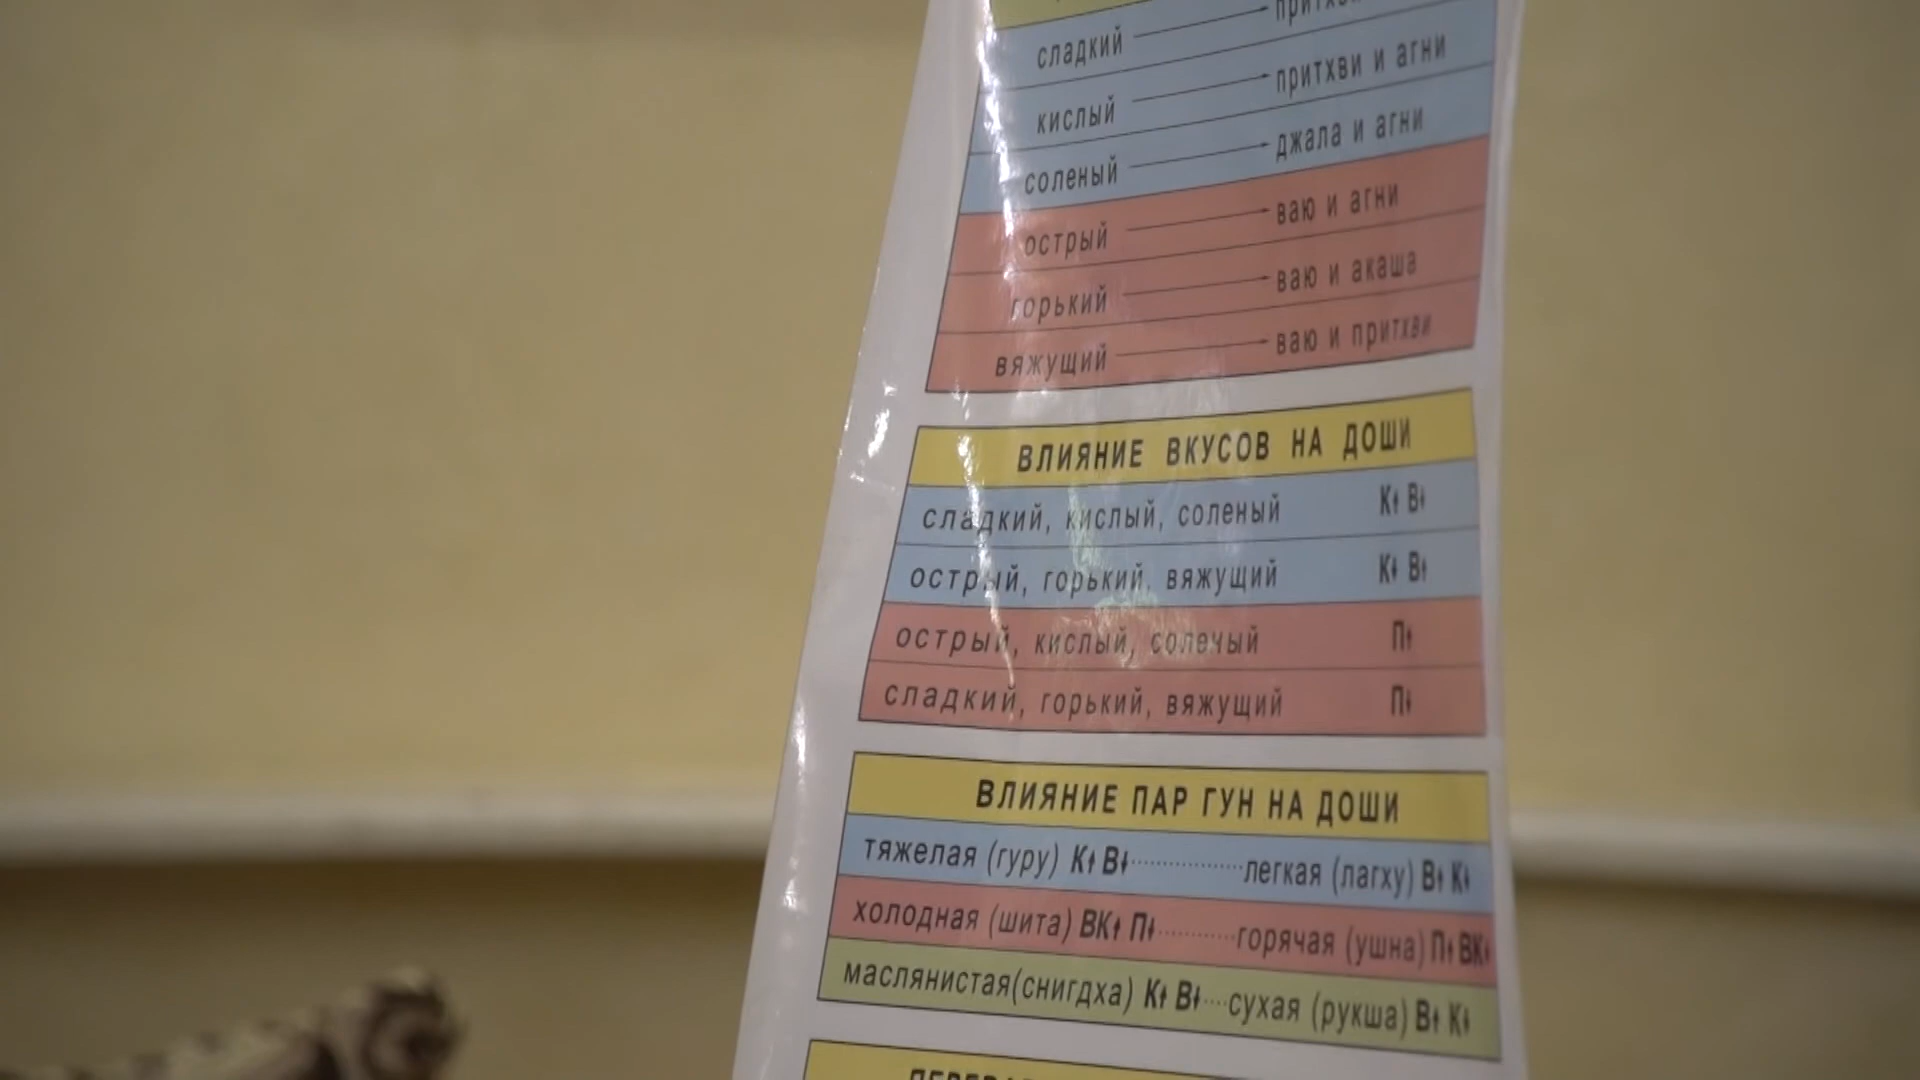 сладкий
кислый притхви и агни
соленый джала и агни
острый ваю и агни
горький ваю и акаша
вяжущий ваю и притхви
ВЛИЯНИЕ ВКУСОВ НА ДОШИ
сладкий, кислый, соленый К↑ В↓
острый, горький, вяжущий К↓ В↑
острый, кислый, соленый П↑
сладкий, горький, вяжущий П↓
ВЛИЯНИЕ ПАР ГУН НА ДОШИ
тяжелая (гуру) К↑ В↓ легкая (лагху) В↑ К↓
холодная (шита) ВК↑ П↓ горячая (ушна) П↑ ВК↓
маслянистая(снигдха) К↑ В↓ сухая (рукша) В↑ К↓